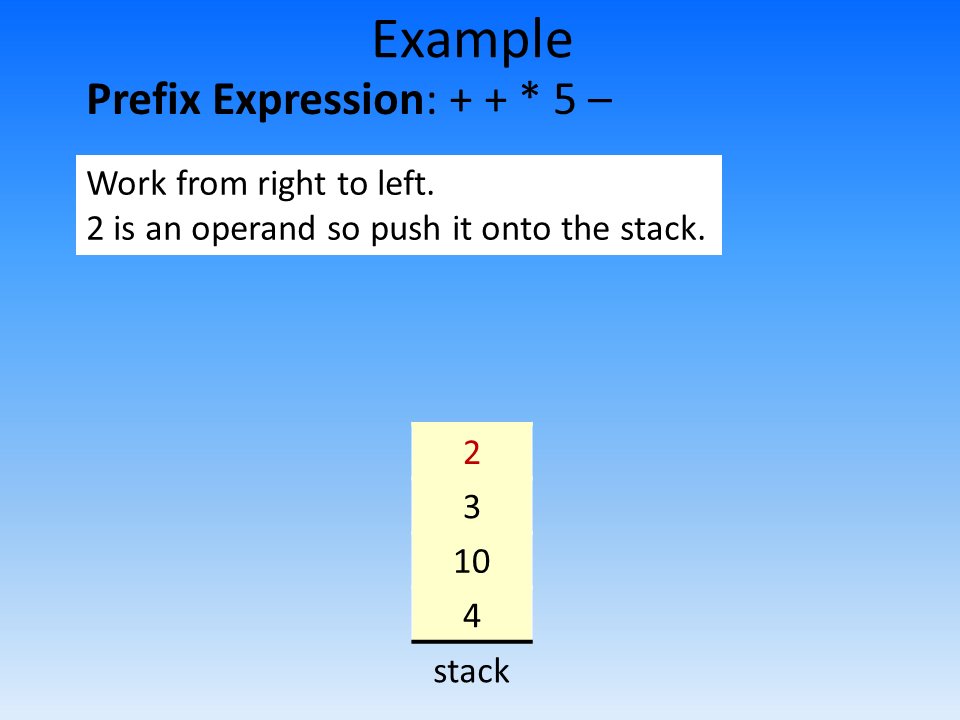 Example
Prefix Expression: + + * 5 –
Work from right to left.
2 is an operand so push it onto the stack.
2
3
10
4
stack